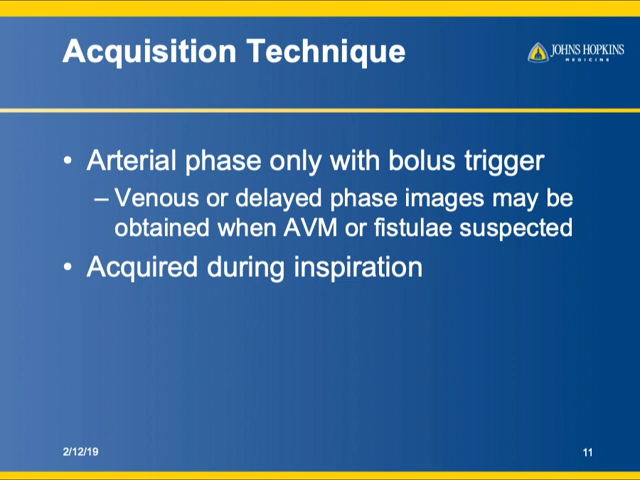 Acquisition Technique
JOHNS HOPKINS
MEDICINE
• Arterial phase only with bolus trigger
– Venous or delayed phase images may be
obtained when AVM or fistulae suspected
• Acquired during inspiration
2/12/19
11